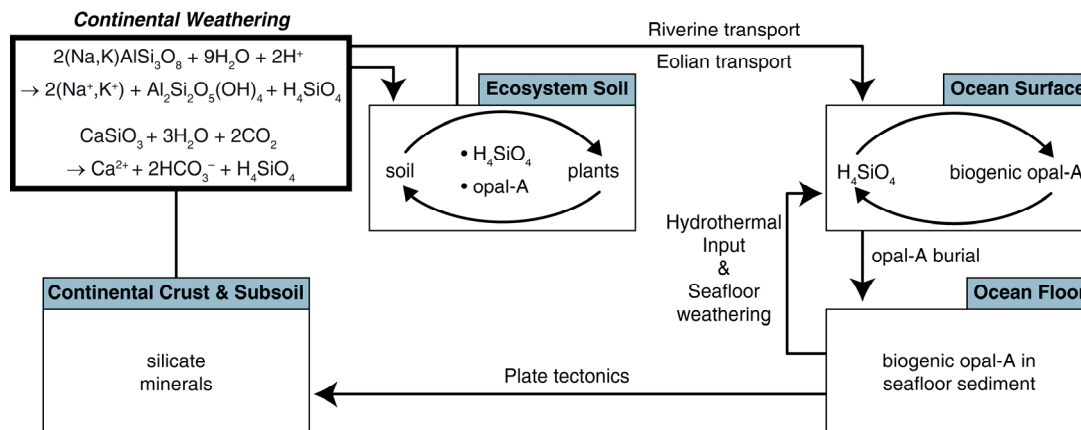 Continental Weathering
2(Na,K)AlSi₃O₈ + 9H₂O + 2H⁺
→ 2(Na⁺,K⁺) + Al₂Si₂O₅(OH)₄ + H₄SiO₄
CaSiO₃ + 3H₂O + 2CO₂
→ Ca²⁺ + 2HCO₃⁻ + H₄SiO₄
Riverine transport
Eolian transport
Ecosystem Soil
soil
• H₄SiO₄
• opal-A
plants
Ocean Surface
H₄SiO₄
biogenic opal-A
Hydrothermal
Input
&
Seafloor
weathering
opal-A burial
Continental Crust & Subsoil
silicate
minerals
Plate tectonics
Ocean Floor
biogenic opal-A in
seafloor sediment